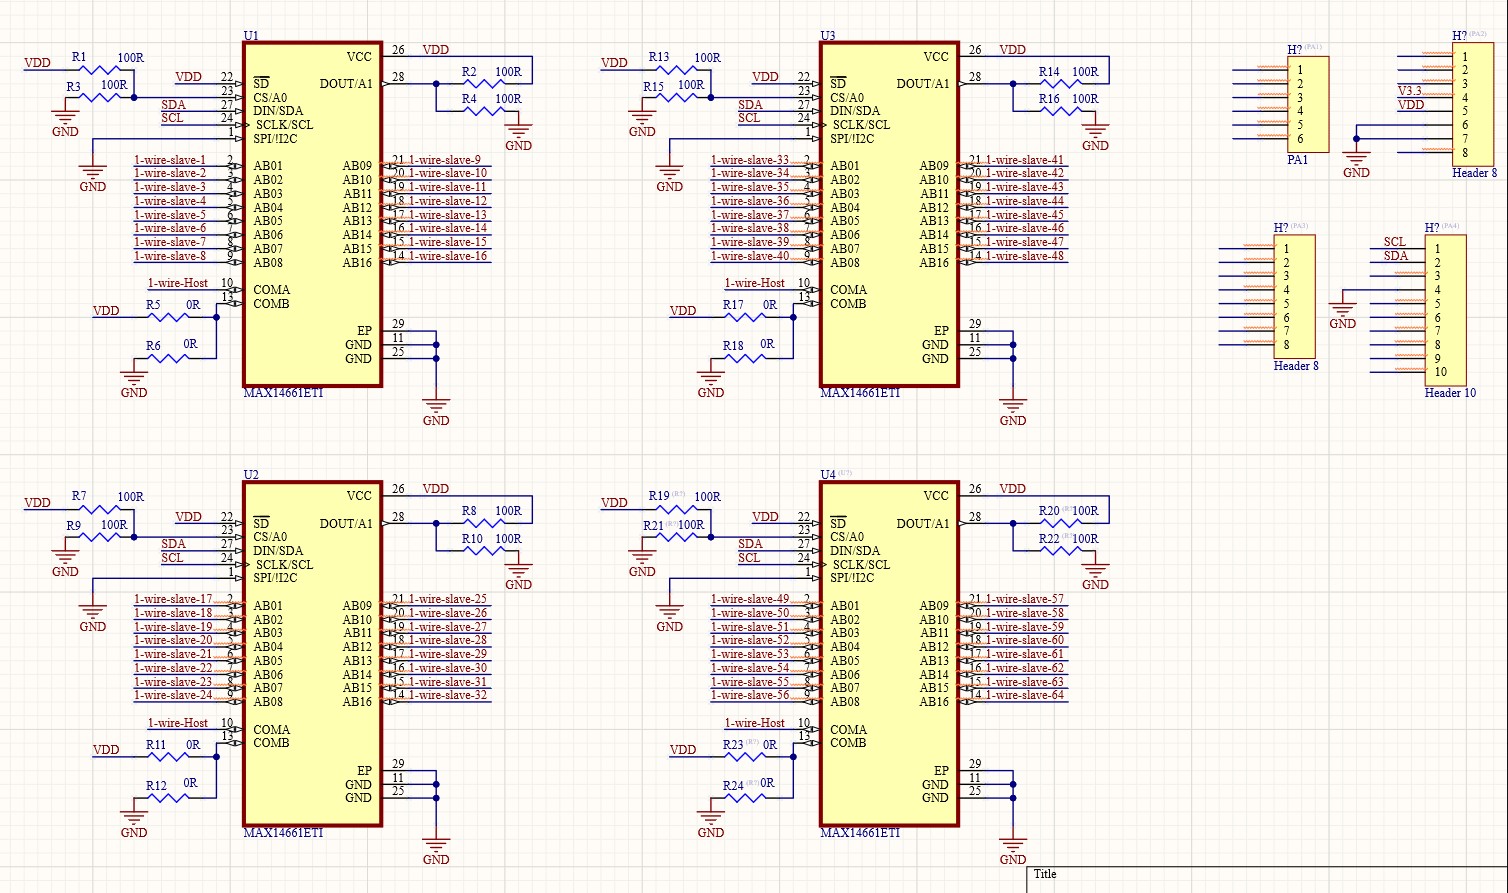 U1
VDD
R1 100R
R3 100R
GND
VDD
SDA
SCL
GND
22 SD
23 CS/A0
27 DIN/SDA
24 SCLK/SCL
1 SPI/!I2C
VCC 26 VDD
DOUT/A1 28
R2 100R
R4 100R
GND
1-wire-slave-1 2 AB01
1-wire-slave-2 3 AB02
1-wire-slave-3 4 AB03
1-wire-slave-4 5 AB04
1-wire-slave-5 6 AB05
1-wire-slave-6 7 AB06
1-wire-slave-7 8 AB07
1-wire-slave-8 9 AB08
AB09 21 1-wire-slave-9
AB10 20 1-wire-slave-10
AB11 19 1-wire-slave-11
AB12 18 1-wire-slave-12
AB13 17 1-wire-slave-13
AB14 16 1-wire-slave-14
AB15 15 1-wire-slave-15
AB16 14 1-wire-slave-16
1-wire-Host 10 COMA
13 COMB
VDD R5 0R
R6 0R
GND
EP 29
GND 11
GND 25
GND
MAX14661ETI
U3
VDD
R13 100R
R15 100R
GND
VDD
SDA
SCL
GND
22 SD
23 CS/A0
27 DIN/SDA
24 SCLK/SCL
1 SPI/!I2C
VCC 26 VDD
DOUT/A1 28
R14 100R
R16 100R
GND
1-wire-slave-33 2 AB01
1-wire-slave-34 3 AB02
1-wire-slave-35 4 AB03
1-wire-slave-36 5 AB04
1-wire-slave-37 6 AB05
1-wire-slave-38 7 AB06
1-wire-slave-39 8 AB07
1-wire-slave-40 9 AB08
AB09 21 1-wire-slave-41
AB10 20 1-wire-slave-42
AB11 19 1-wire-slave-43
AB12 18 1-wire-slave-44
AB13 17 1-wire-slave-45
AB14 16 1-wire-slave-46
AB15 15 1-wire-slave-47
AB16 14 1-wire-slave-48
1-wire-Host 10 COMA
13 COMB
VDD R17 0R
R18 0R
GND
EP 29
GND 11
GND 25
GND
MAX14661ETI
H? (PA1)
1
2
3
4
5
6
PA1
H? (PA2)
1
2
3
V3.3 4
VDD 5
6
7
8
GND
Header 8
H? (PA3)
1
2
3
4
5
6
7
8
Header 8
H? (PA4)
SCL 1
SDA 2
3
4
5
6
7
8
9
10
GND
Header 10
U2
VDD
R7 100R
R9 100R
GND
VDD
SDA
SCL
GND
22 SD
23 CS/A0
27 DIN/SDA
24 SCLK/SCL
1 SPI/!I2C
VCC 26 VDD
DOUT/A1 28
R8 100R
R10 100R
GND
1-wire-slave-17 2 AB01
1-wire-slave-18 3 AB02
1-wire-slave-19 4 AB03
1-wire-slave-20 5 AB04
1-wire-slave-21 6 AB05
1-wire-slave-22 7 AB06
1-wire-slave-23 8 AB07
1-wire-slave-24 9 AB08
AB09 21 1-wire-slave-25
AB10 20 1-wire-slave-26
AB11 19 1-wire-slave-27
AB12 18 1-wire-slave-28
AB13 17 1-wire-slave-29
AB14 16 1-wire-slave-30
AB15 15 1-wire-slave-31
AB16 14 1-wire-slave-32
1-wire-Host 10 COMA
13 COMB
VDD R11 0R
R12 0R
GND
EP 29
GND 11
GND 25
GND
MAX14661ETI
U4 (U?)
VDD
R19 (R?) 100R
R21 (R?) 100R
GND
VDD
SDA
SCL
GND
22 SD
23 CS/A0
27 DIN/SDA
24 SCLK/SCL
1 SPI/!I2C
VCC 26 VDD
DOUT/A1 28
R20 100R
R22 100R
GND
1-wire-slave-49 2 AB01
1-wire-slave-50 3 AB02
1-wire-slave-51 4 AB03
1-wire-slave-52 5 AB04
1-wire-slave-53 6 AB05
1-wire-slave-54 7 AB06
1-wire-slave-55 8 AB07
1-wire-slave-56 9 AB08
AB09 21 1-wire-slave-57
AB10 20 1-wire-slave-58
AB11 19 1-wire-slave-59
AB12 18 1-wire-slave-60
AB13 17 1-wire-slave-61
AB14 16 1-wire-slave-62
AB15 15 1-wire-slave-63
AB16 14 1-wire-slave-64
1-wire-Host 10 COMA
13 COMB
VDD R23 (R?) 0R
R24 (R?) 0R
GND
EP 29
GND 11
GND 25
GND
MAX14661ETI
Title